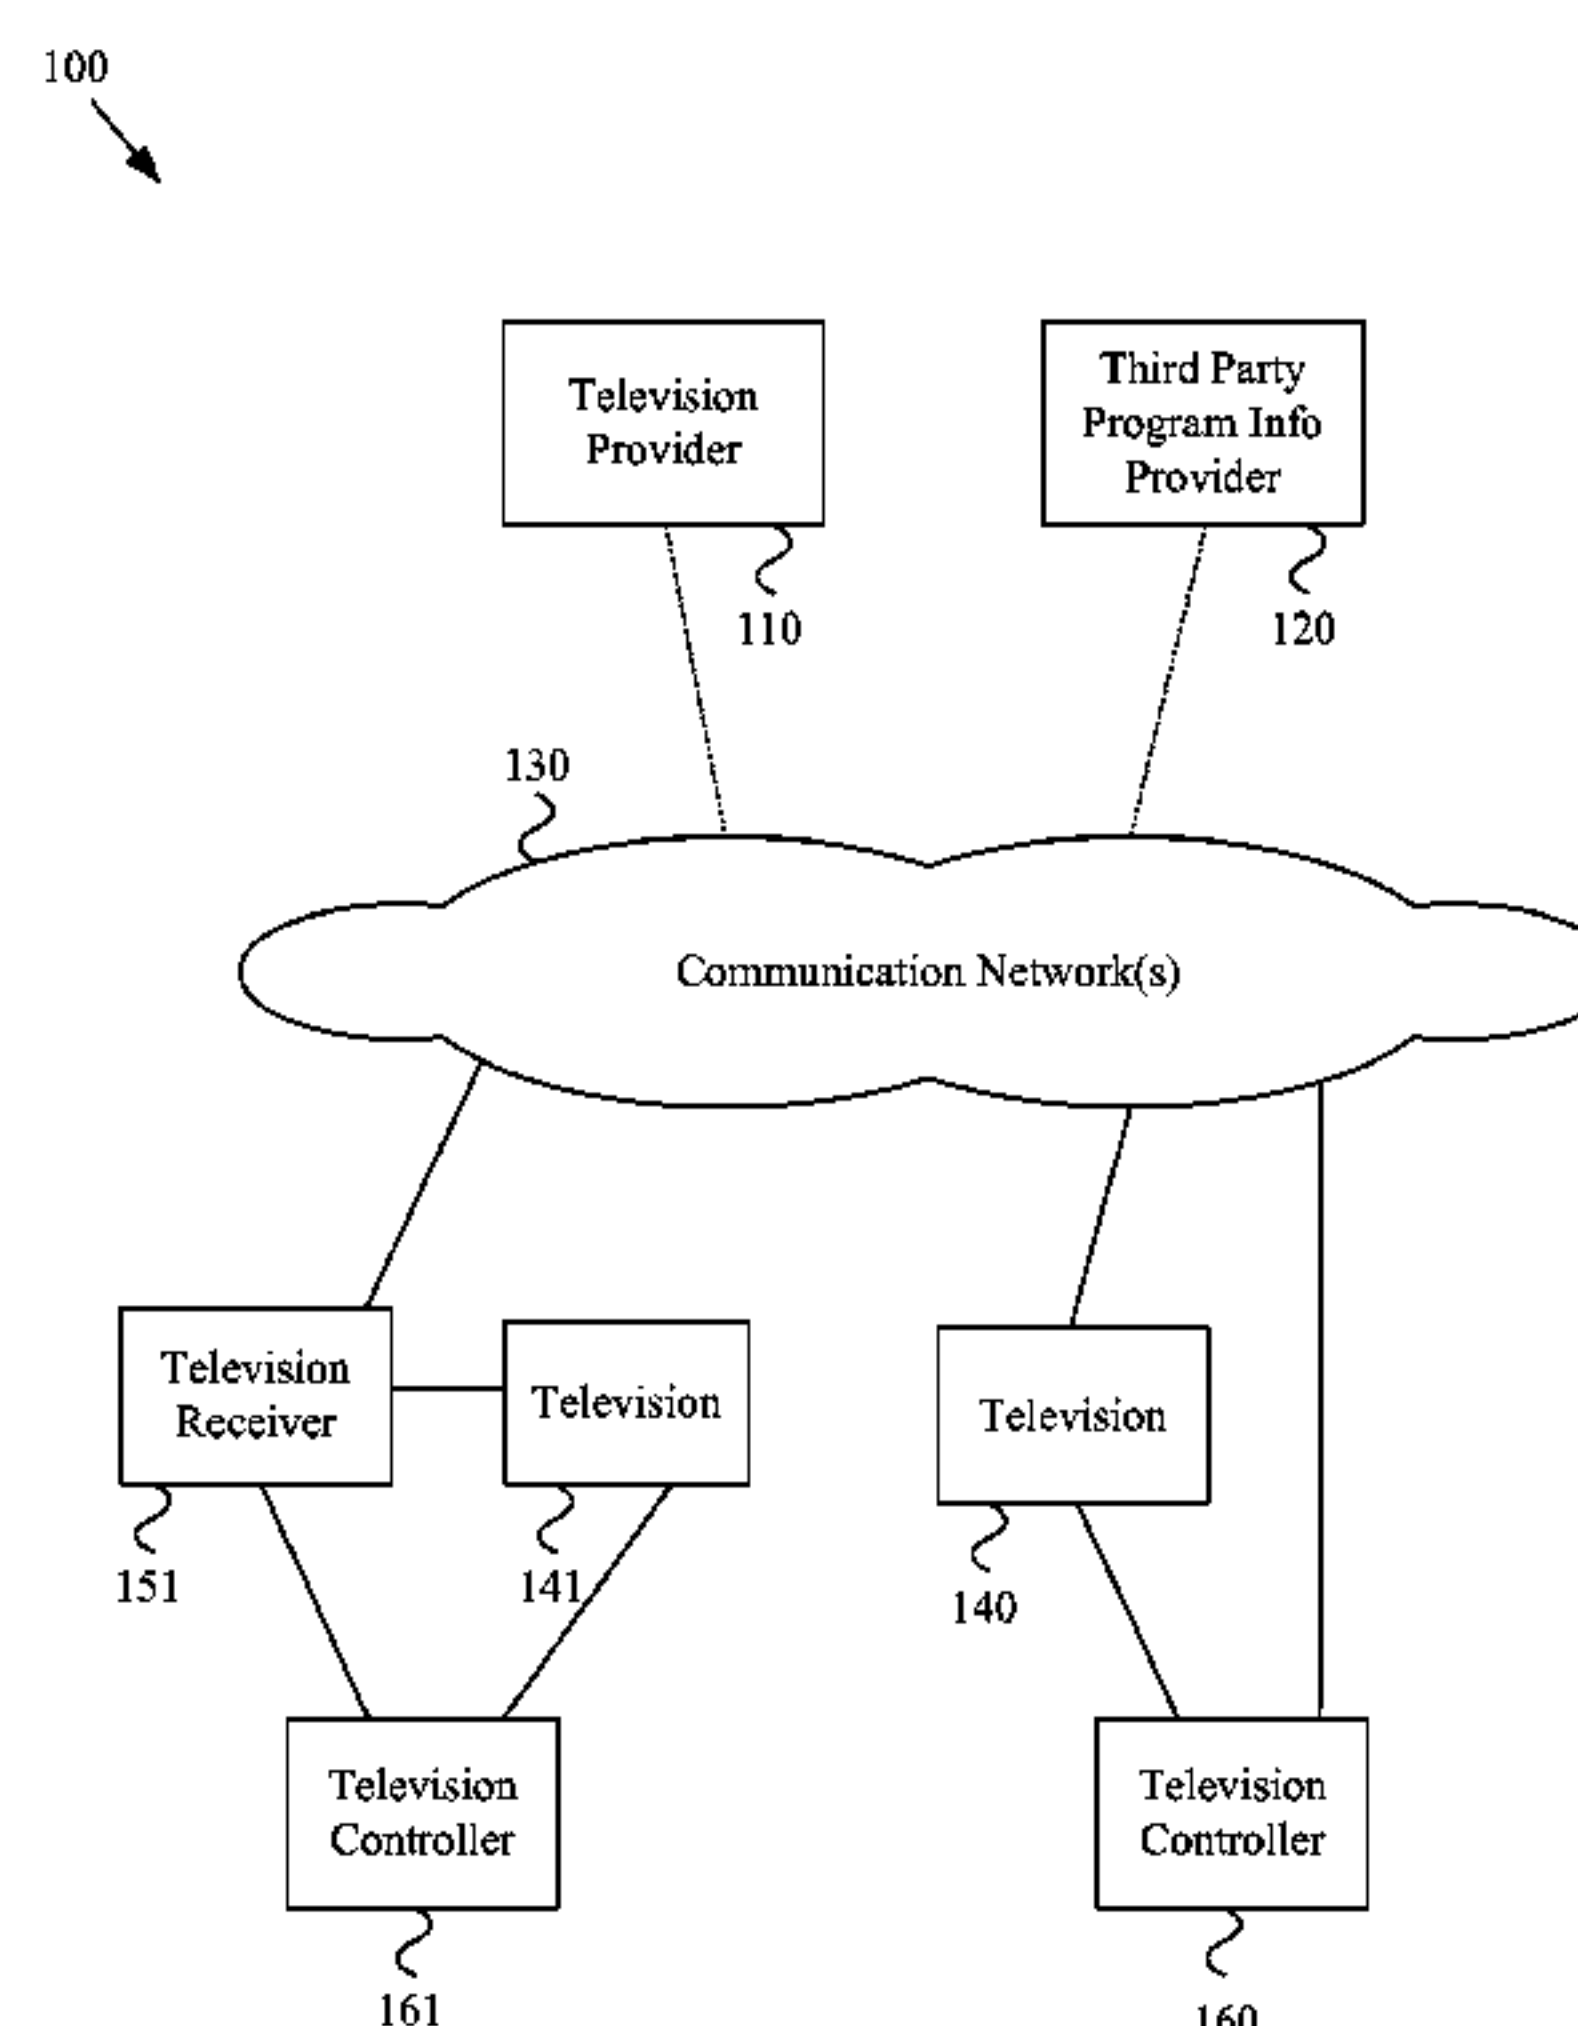 100
Television
Provider
Third Party
Program Info
Provider
110
120
130
Communication Network(s)
Television
Receiver
Television
Television
151
141
140
Television
Controller
Television
Controller
161
160